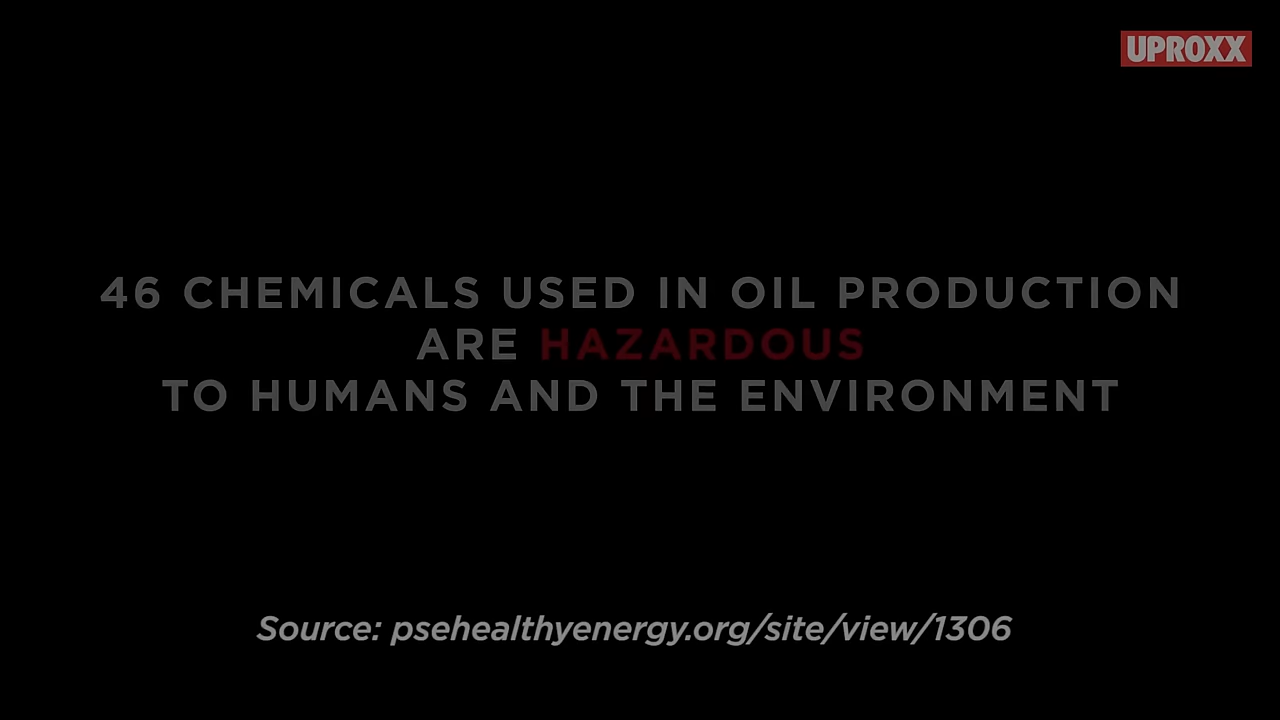 UPROXX
46 CHEMICALS USED IN OIL PRODUCTION
ARE HAZARDOUS
TO HUMANS AND THE ENVIRONMENT
Source: psehealthyenergy.org/site/view/1306